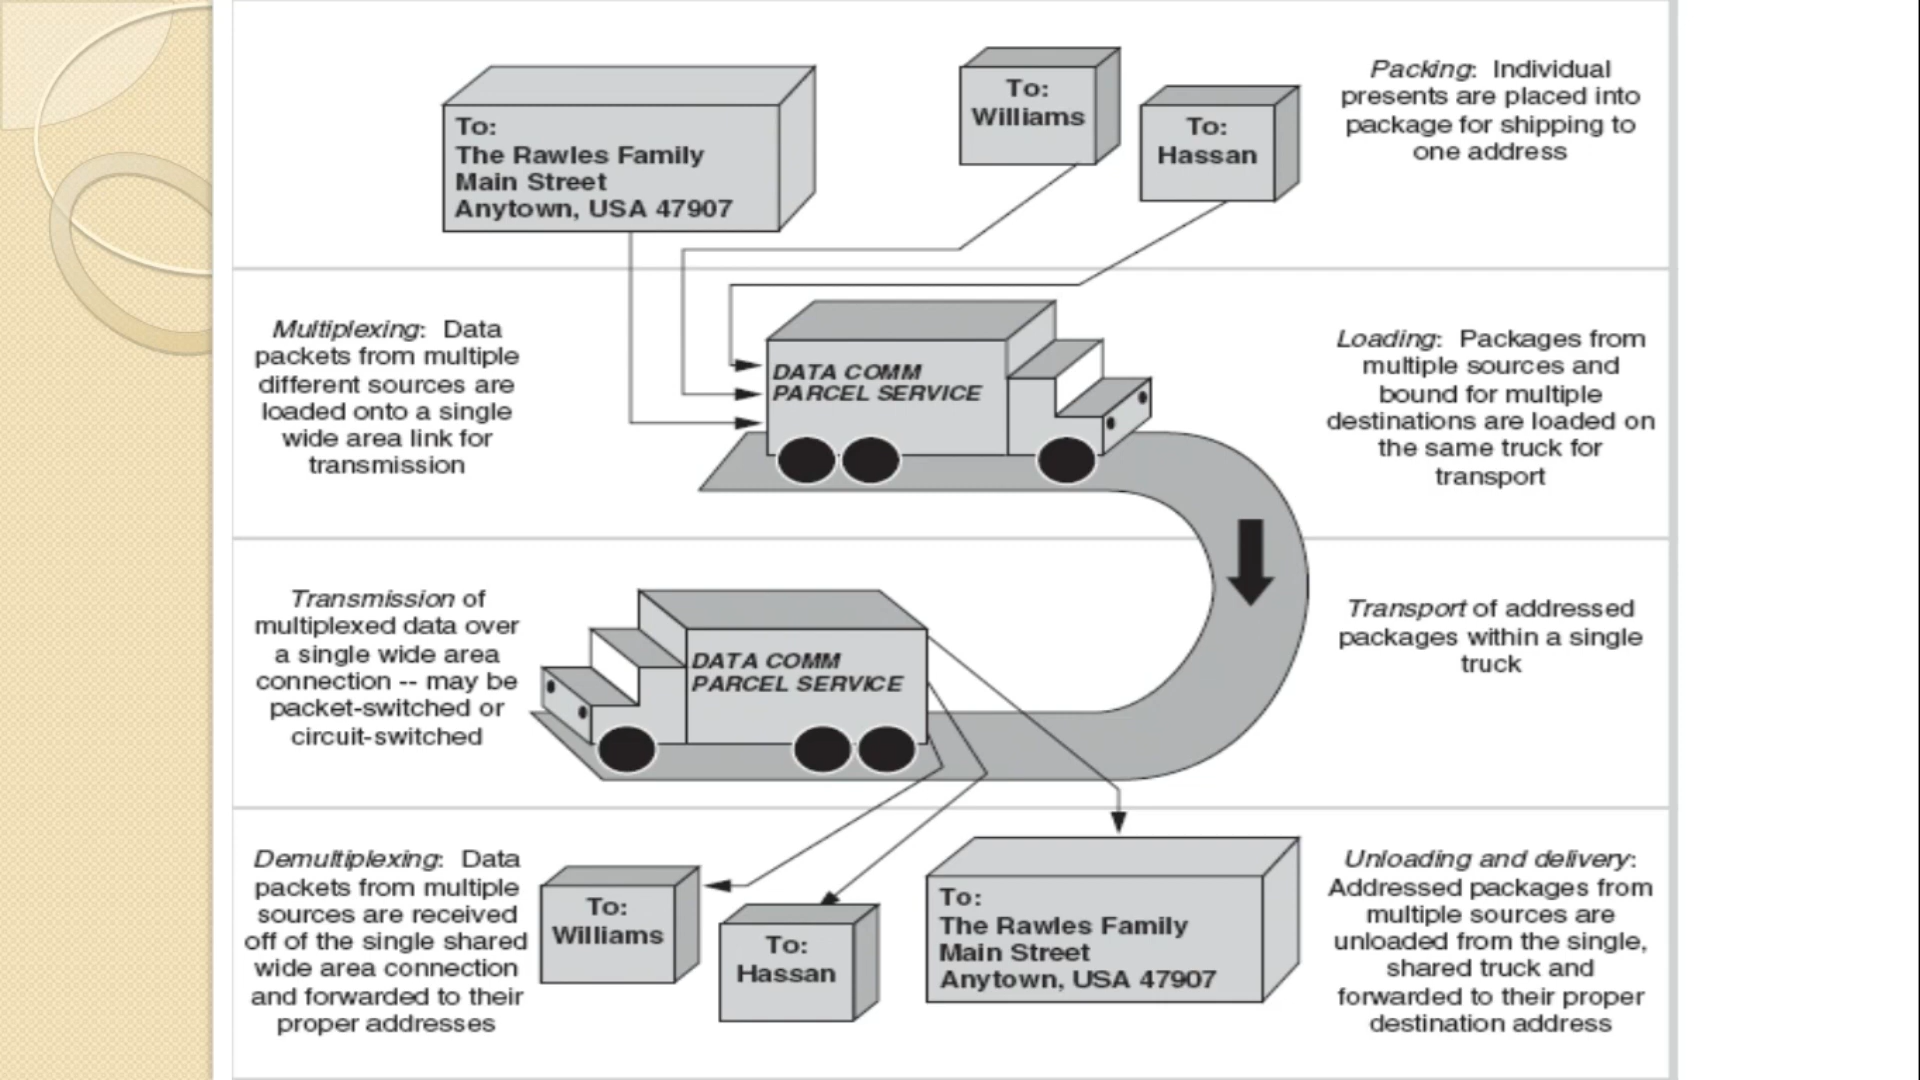 To:
The Rawles Family
Main Street
Anytown, USA 47907
To:
Williams
To:
Hassan
Packing: Individual
presents are placed into
package for shipping to
one address
Multiplexing: Data
packets from multiple
different sources are
loaded onto a single
wide area link for
transmission
DATA COMM
PARCEL SERVICE
Loading: Packages from
multiple sources and
bound for multiple
destinations are loaded on
the same truck for
transport
Transmission of
multiplexed data over
a single wide area
connection -- may be
packet-switched or
circuit-switched
DATA COMM
PARCEL SERVICE
Transport of addressed
packages within a single
truck
Demultiplexing: Data
packets from multiple
sources are received
off of the single shared
wide area connection
and forwarded to their
proper addresses
To:
Williams
To:
Hassan
To:
The Rawles Family
Main Street
Anytown, USA 47907
Unloading and delivery:
Addressed packages from
multiple sources are
unloaded from the single,
shared truck and
forwarded to their proper
destination address